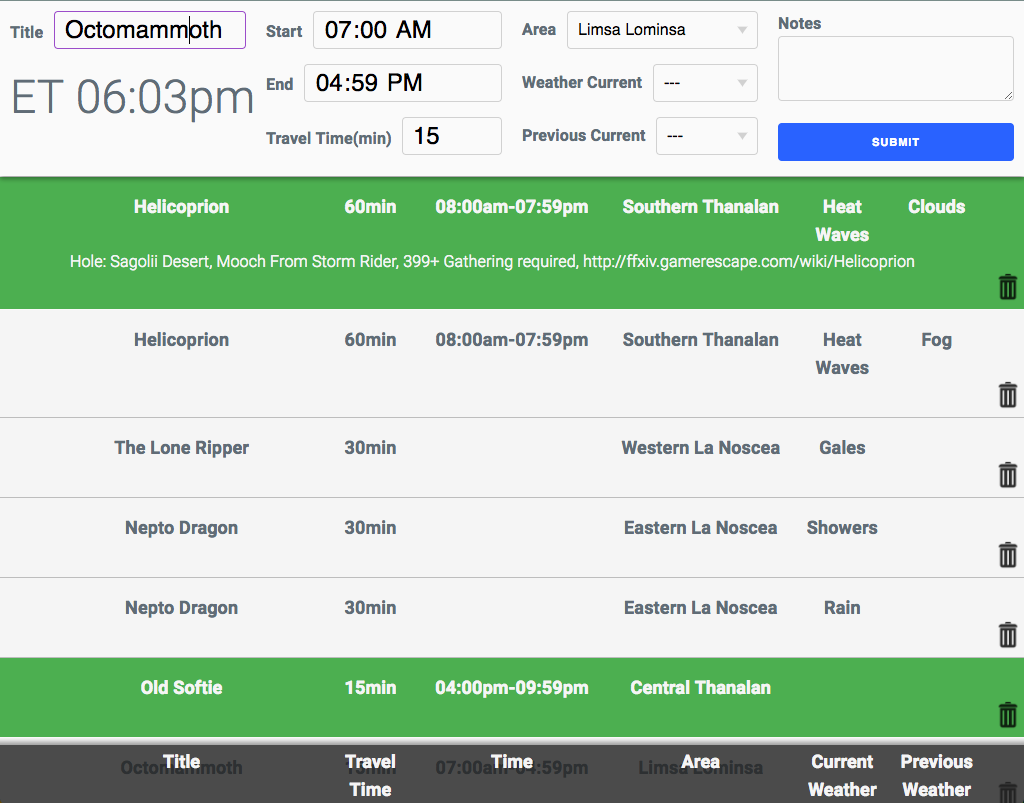 Title Octomammoth Start 07:00 AM Area Limsa Lominsa Notes
ET 06:03pm End 04:59 PM Weather Current ---
Travel Time(min) 15 Previous Current --- SUBMIT
Helicoprion 60min 08:00am-07:59pm Southern Thanalan Heat Clouds
Waves
Hole: Sagolii Desert, Mooch From Storm Rider, 399+ Gathering required, http://ffxiv.gamerescape.com/wiki/Helicoprion
Helicoprion 60min 08:00am-07:59pm Southern Thanalan Heat Fog
Waves
The Lone Ripper 30min Western La Noscea Gales
Nepto Dragon 30min Eastern La Noscea Showers
Nepto Dragon 30min Eastern La Noscea Rain
Old Softie 15min 04:00pm-09:59pm Central Thanalan
Title Travel Time Area Current Previous
Time Weather Weather
Octomammoth 15min 07:00am-04:59pm Limsa Lominsa